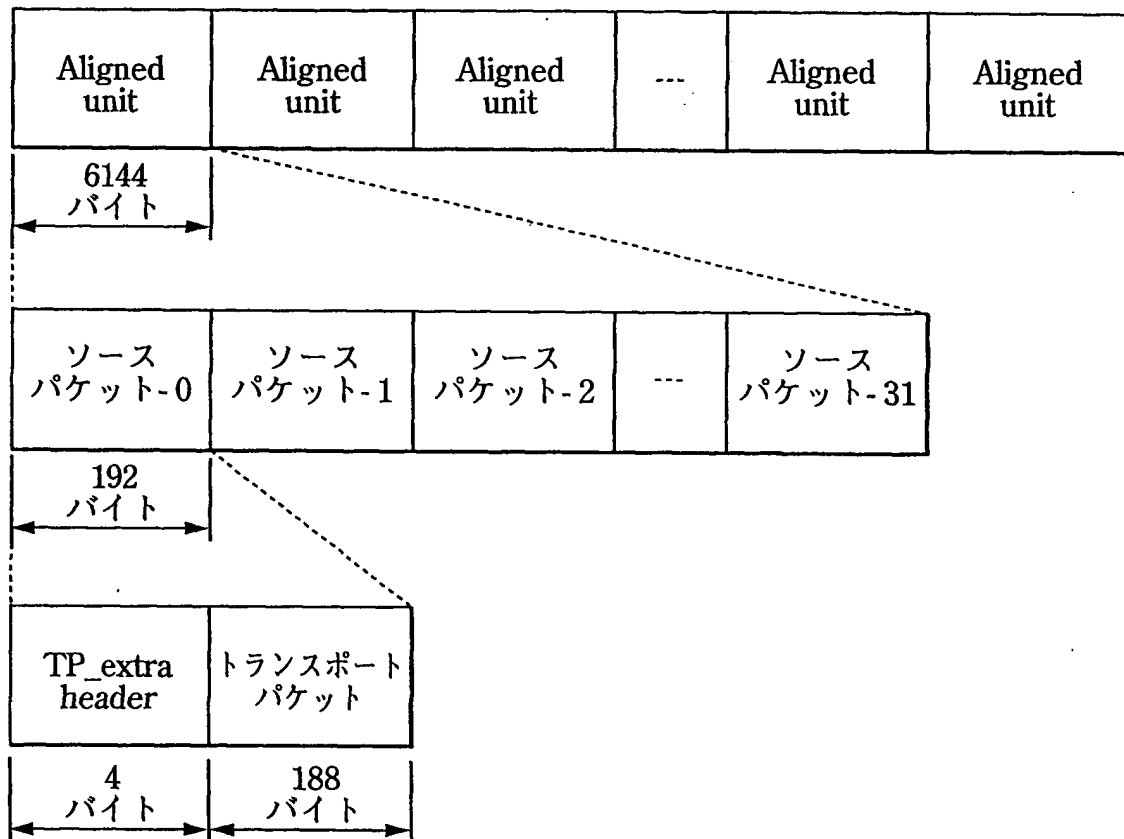 Aligned
unit
Aligned
unit
Aligned
unit
---
Aligned
unit
Aligned
unit
6144
バイト
ソース
パケット-0
ソース
パケット-1
ソース
パケット-2
---
ソース
パケット-31
192
バイト
TP_extra
header
トランスポート
パケット
4
バイト
188
バイト